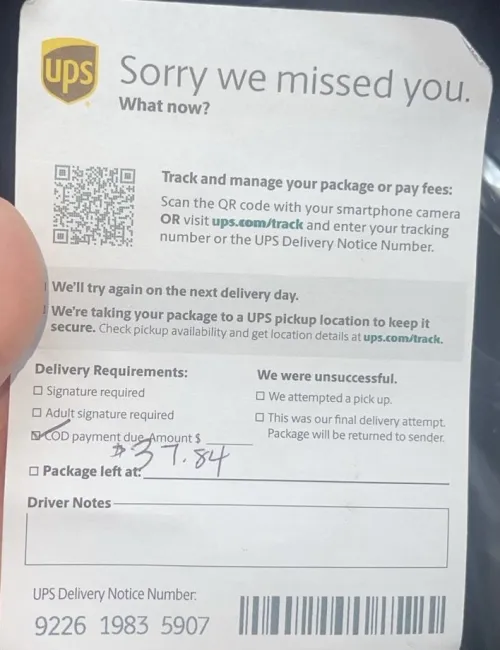 ups
Sorry we missed you.
What now?
Track and manage your package or pay fees:
Scan the QR code with your smartphone camera
OR visit ups.com/track and enter your tracking
number or the UPS Delivery Notice Number.
We'll try again on the next delivery day.
We're taking your package to a UPS pickup location to keep it
secure. Check pickup availability and get location details at ups.com/track.
Delivery Requirements:
Signature required
Adult signature required
COD payment due Amount $
$37.84
Package left at:
We were unsuccessful.
We attempted a pick up.
This was our final delivery attempt.
Package will be returned to sender.
Driver Notes
UPS Delivery Notice Number:
9226 1983 5907